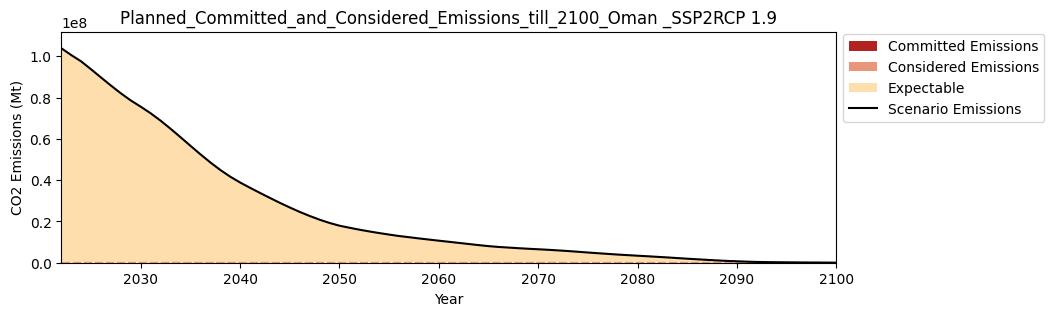 Planned_Committed_and_Considered_Emissions_till_2100_Oman _SSP2RCP 1.9
1e8
1.0
0.8
0.6
0.4
0.2
0.0
CO2 Emissions (Mt)
2030 2040 2050 2060 2070 2080 2090 2100
Year
Committed Emissions
Considered Emissions
Expectable
Scenario Emissions